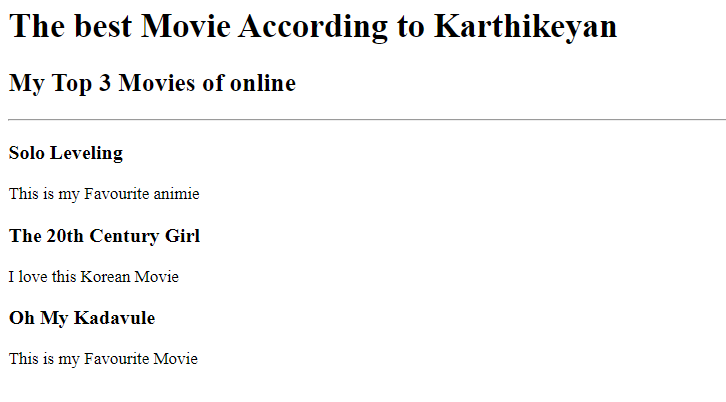 The best Movie According to Karthikeyan
My Top 3 Movies of online
Solo Leveling
This is my Favourite animie
The 20th Century Girl
I love this Korean Movie
Oh My Kadavule
This is my Favourite Movie